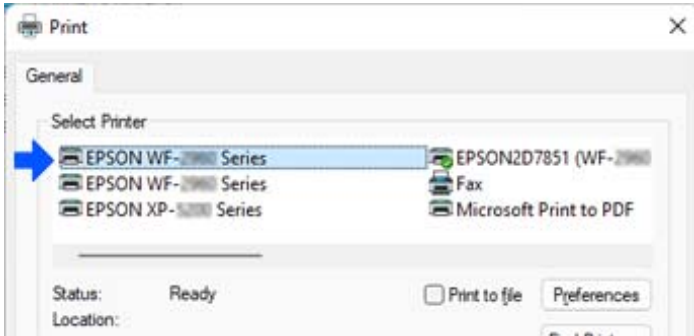 Print
General
Select Printer
EPSON WF- Series
EPSON2D7851 (WF-
EPSON WF- Series
Fax
EPSON XP- Series
Microsoft Print to PDF
Status: Ready
Print to file
Preferences
Location: